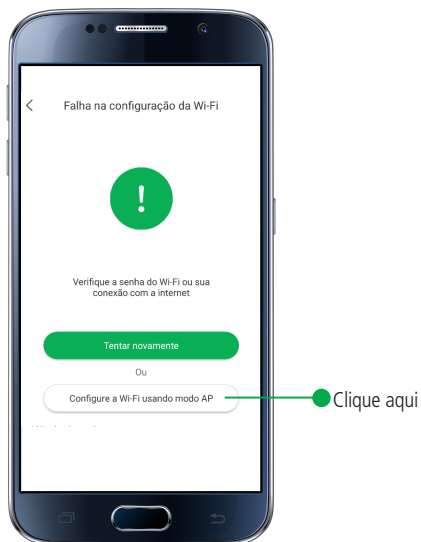 Falha na configuração da Wi-Fi
!
Verifique a senha do Wi-Fi ou sua
conexão com a internet
Tentar novamente
Ou
Configure a Wi-Fi usando modo AP
Clique aqui